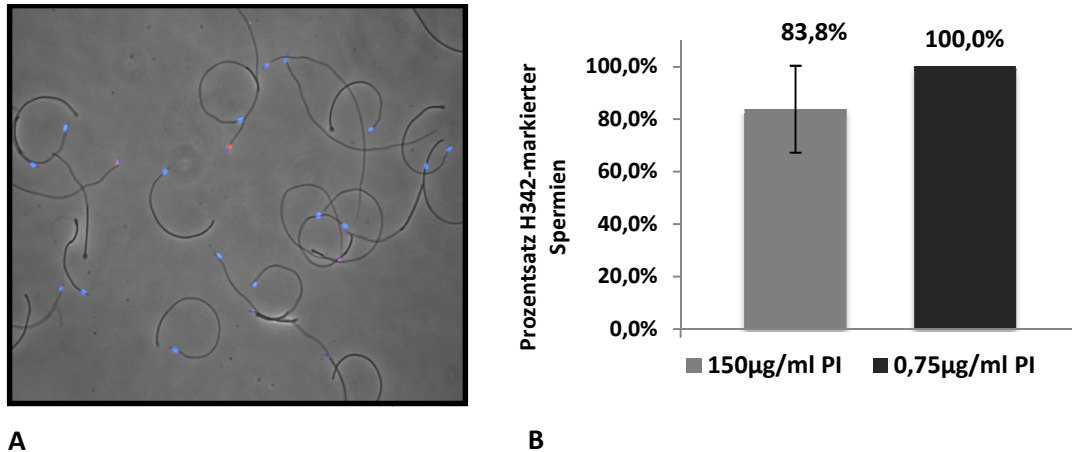 83,8%
100,0%
Prozentsatz H342-markierter
Spermien
100,0%
80,0%
60,0%
40,0%
20,0%
0,0%
150µg/ml PI
0,75µg/ml PI
A
B